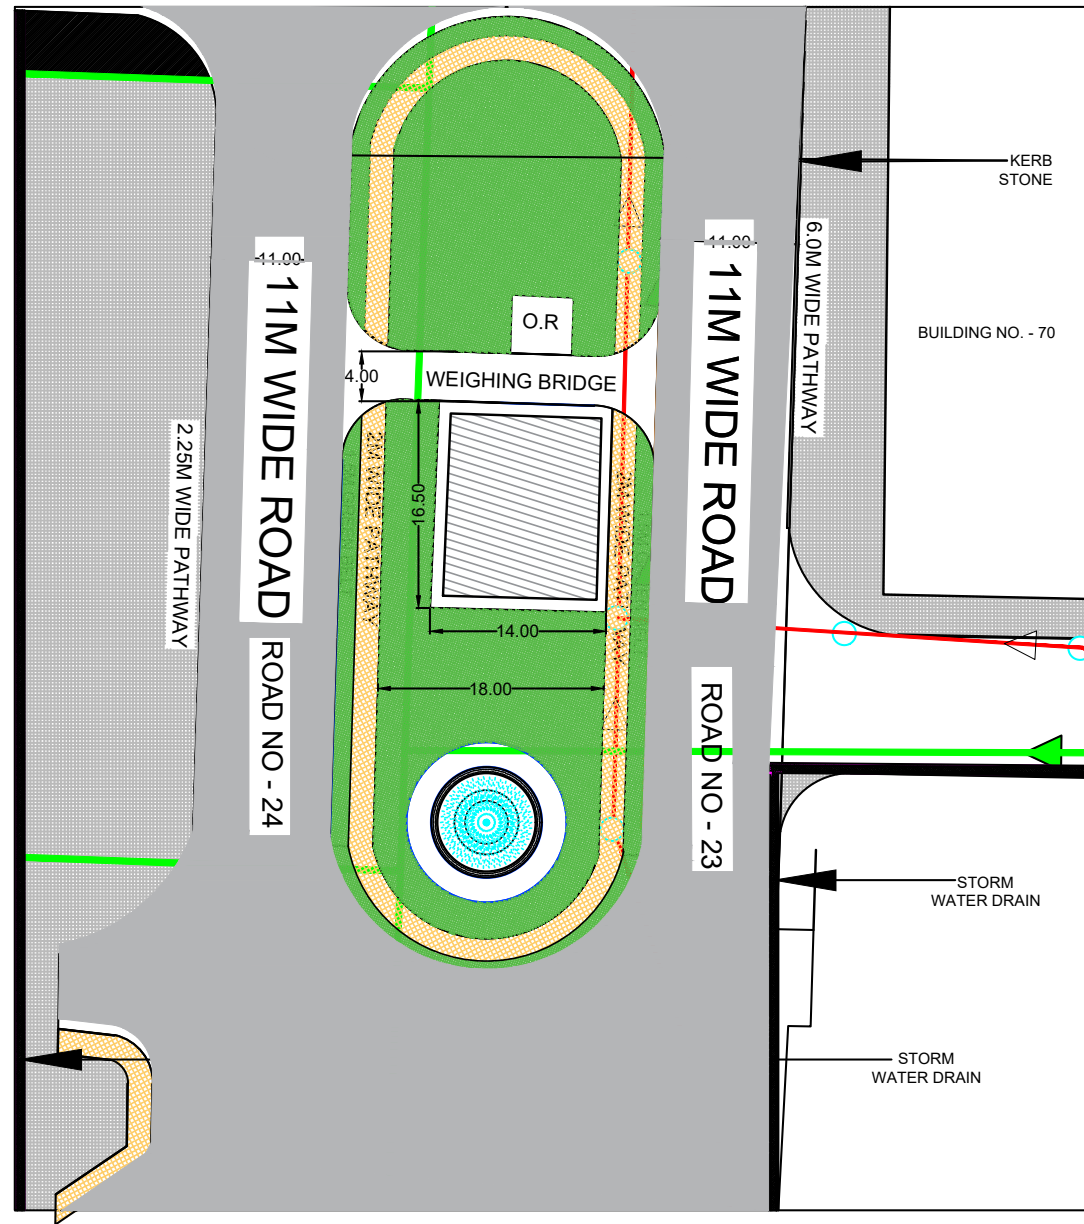 KERB
STONE
11.00
11M WIDE ROAD
ROAD NO - 24
11.00
11M WIDE ROAD
ROAD NO - 23
6.0M WIDE PATHWAY
BUILDING NO. - 70
O.R
4.00
WEIGHING BRIDGE
2.25M WIDE PATHWAY
2M WIDE PATHWAY
16.50
14.00
18.00
STORM
WATER DRAIN
STORM
WATER DRAIN